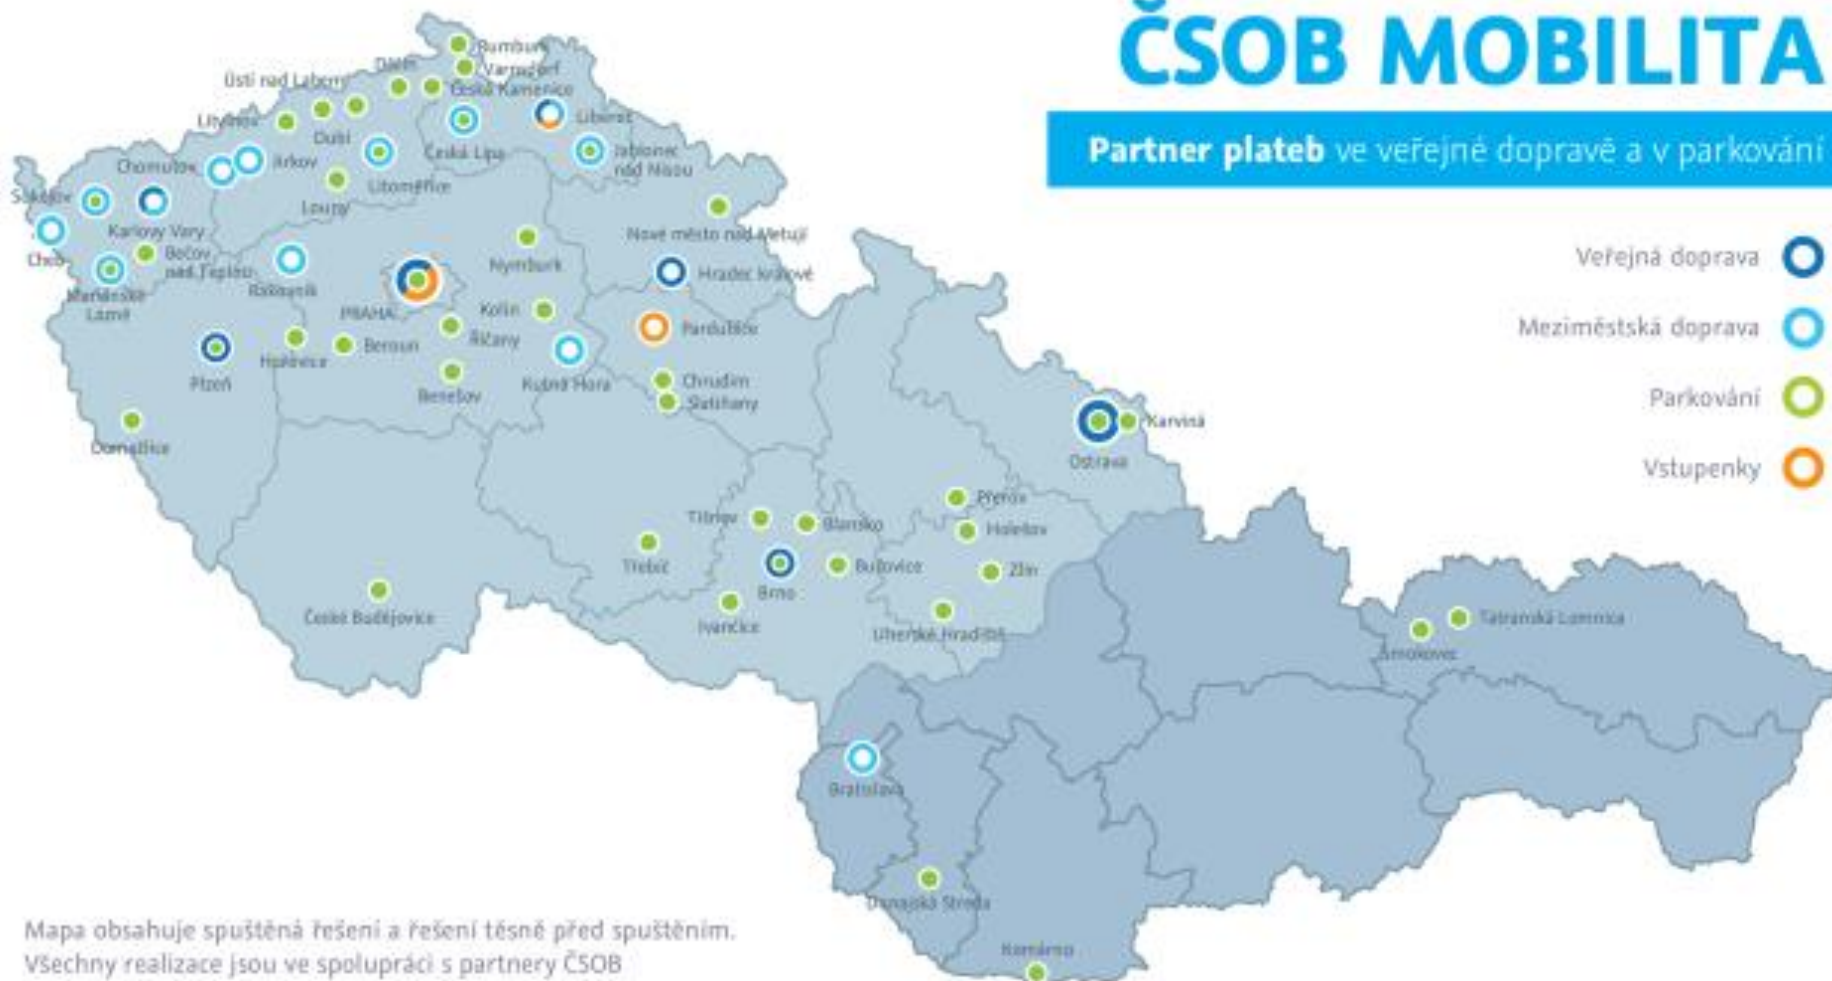 ČSOB MOBILITA
Partner plateb ve veřejné dopravě a v parkování
Veřejná doprava
Meziměstská doprava
Parkování
Vstupenky
Rumburk
Děčín
Varnsdorf
Ústí nad Labem
Česká Kamenice
Litvínov
Liberec
Dubí
Česká Lípa
Jablonec
nad Nisou
Chomutov
Jirkov
Litoměřice
Sokolov
Louny
Karlovy Vary
Nové město nad Metují
Cheb
Bečov
nad Teplou
Nymburk
Hradec králové
Mariánské
Lázně
Rakovník
PRAHA
Kolín
Pardubice
Říčany
Hořovice
Beroun
Plzeň
Benešov
Kutná Hora
Chrudim
Slatiňany
Domažlice
Karviná
Ostrava
Přerov
Tišnov
Blansko
Holešov
Třebíč
Bučovice
Zlín
Brno
České Budějovice
Ivančice
Uherské Hradiště
Tatranská Lomnica
Smokovec
Bratislava
Dunajská Streda
Komárno
Mapa obsahuje spuštěná řešení a řešení těsně před spuštěním.
Všechny realizace jsou ve spolupráci s partnery ČSOB